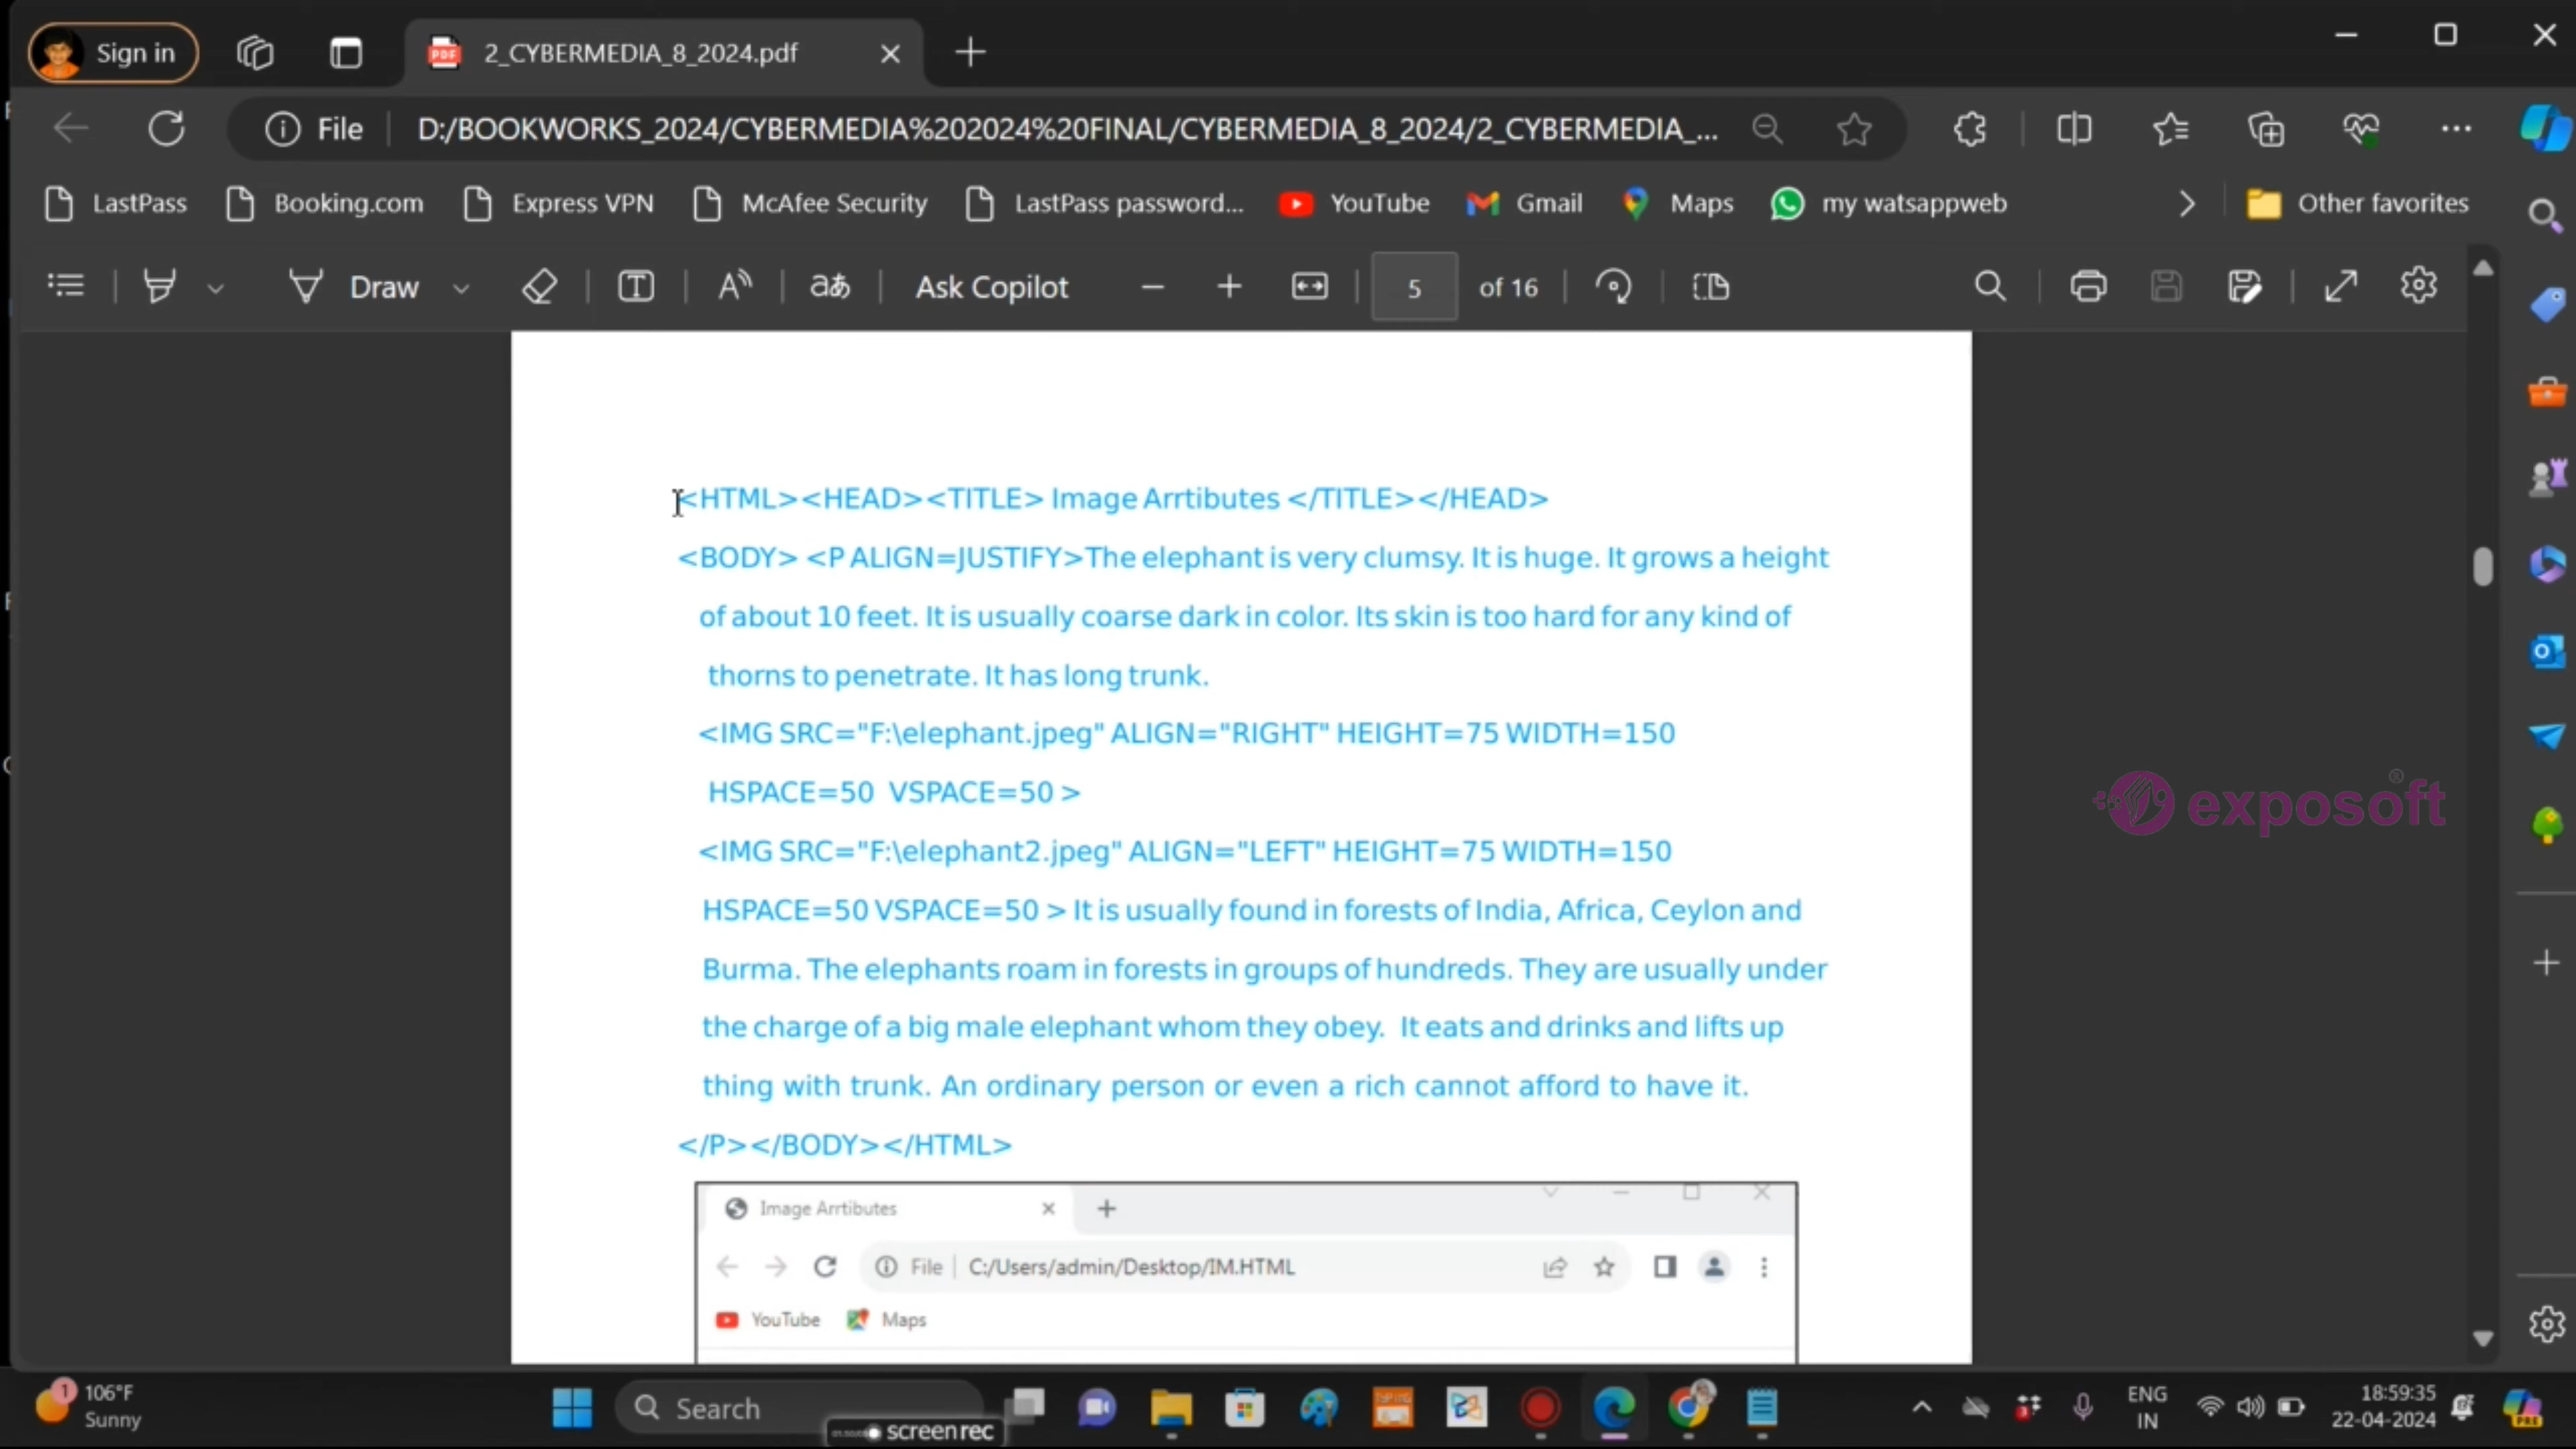 Sign in
2_CYBERMEDIA_8_2024.pdf
File
D:/BOOKWORKS_2024/CYBERMEDIA%202024%20FINAL/CYBERMEDIA_8_2024/2_CYBERMEDIA_...
LastPass
Booking.com
Express VPN
McAfee Security
LastPass password...
YouTube
Gmail
Maps
my watsappweb
Other favorites
Draw
Ask Copilot
5 of 16
<HTML><HEAD><TITLE> Image Arrtibutes </TITLE></HEAD>
<BODY> <P ALIGN=JUSTIFY>The elephant is very clumsy. It is huge. It grows a height
of about 10 feet. It is usually coarse dark in color. Its skin is too hard for any kind of
thorns to penetrate. It has long trunk.
<IMG SRC="F:\elephant.jpeg" ALIGN="RIGHT" HEIGHT=75 WIDTH=150
HSPACE=50 VSPACE=50 >
<IMG SRC="F:\elephant2.jpeg" ALIGN="LEFT" HEIGHT=75 WIDTH=150
HSPACE=50 VSPACE=50 > It is usually found in forests of India, Africa, Ceylon and
Burma. The elephants roam in forests in groups of hundreds. They are usually under
the charge of a big male elephant whom they obey. It eats and drinks and lifts up
thing with trunk. An ordinary person or even a rich cannot afford to have it.
</P></BODY></HTML>
exposoft ®
Image Arrtibutes
File
C:/Users/admin/Desktop/IM.HTML
YouTube
Maps
1
106°F
Sunny
Search
screenrec
ENG
IN
18:59:35
22-04-2024